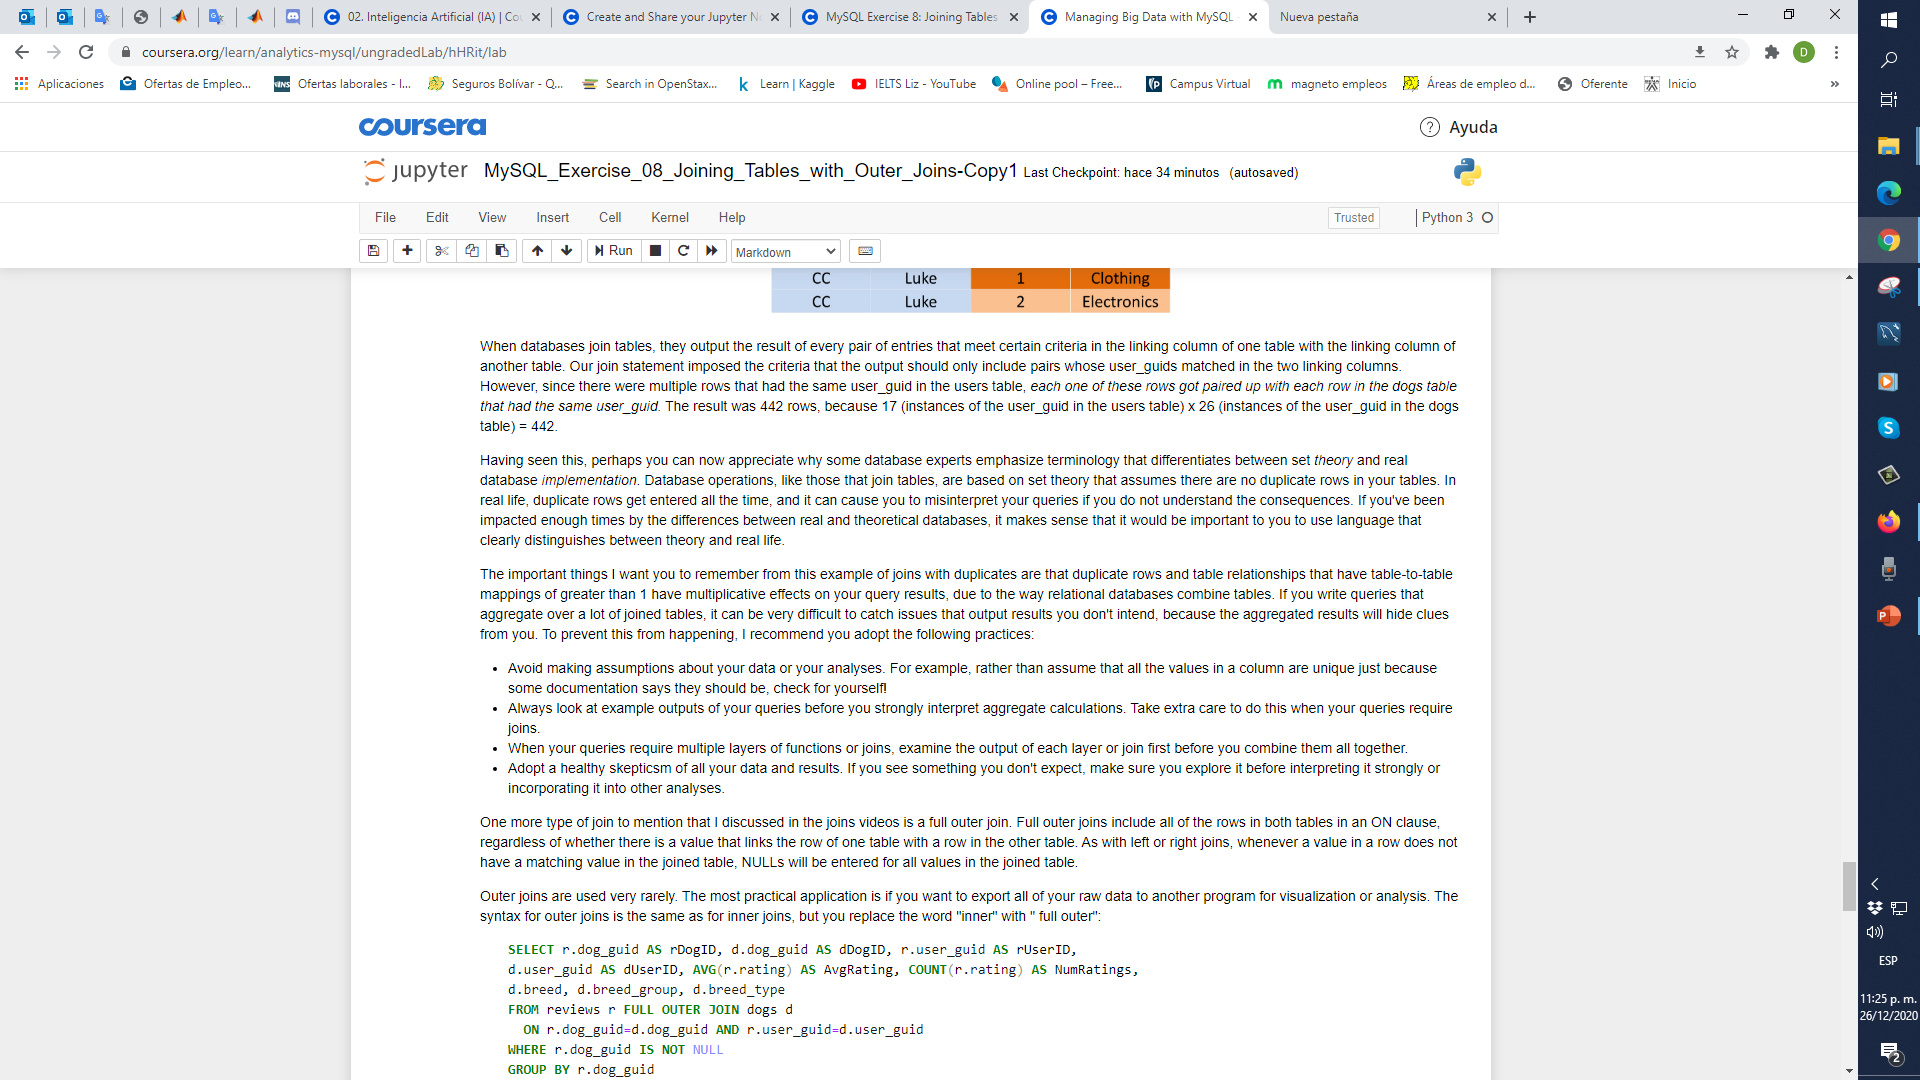 02. Inteligencia Artificial (IA) | Co
Create and Share your Jupyter No
MySQL Exercise 8: Joining Tables
Managing Big Data with MySQL -
Nueva pestaña
coursera.org/learn/analytics-mysql/ungradedLab/hHRit/lab
D
Aplicaciones
Ofertas de Empleo...
Ofertas laborales - I...
Seguros Bolívar - Q...
Search in OpenStax...
Learn | Kaggle
IELTS Liz - YouTube
Online pool – Free...
Campus Virtual
magneto empleos
Áreas de empleo d...
Oferente
Inicio
»
coursera
Ayuda
jupyter MySQL_Exercise_08_Joining_Tables_with_Outer_Joins-Copy1 Last Checkpoint: hace 34 minutos (autosaved)
File Edit View Insert Cell Kernel Help
Trusted
Python 3
Run
Markdown
CC Luke 1 Clothing
CC Luke 2 Electronics
When databases join tables, they output the result of every pair of entries that meet certain criteria in the linking column of one table with the linking column of
another table. Our join statement imposed the criteria that the output should only include pairs whose user_guids matched in the two linking columns.
However, since there were multiple rows that had the same user_guid in the users table, each one of these rows got paired up with each row in the dogs table
that had the same user_guid. The result was 442 rows, because 17 (instances of the user_guid in the users table) x 26 (instances of the user_guid in the dogs
table) = 442.
Having seen this, perhaps you can now appreciate why some database experts emphasize terminology that differentiates between set theory and real
database implementation. Database operations, like those that join tables, are based on set theory that assumes there are no duplicate rows in your tables. In
real life, duplicate rows get entered all the time, and it can cause you to misinterpret your queries if you do not understand the consequences. If you've been
impacted enough times by the differences between real and theoretical databases, it makes sense that it would be important to you to use language that
clearly distinguishes between theory and real life.
The important things I want you to remember from this example of joins with duplicates are that duplicate rows and table relationships that have table-to-table
mappings of greater than 1 have multiplicative effects on your query results, due to the way relational databases combine tables. If you write queries that
aggregate over a lot of joined tables, it can be very difficult to catch issues that output results you don't intend, because the aggregated results will hide clues
from you. To prevent this from happening, I recommend you adopt the following practices:
• Avoid making assumptions about your data or your analyses. For example, rather than assume that all the values in a column are unique just because
some documentation says they should be, check for yourself!
• Always look at example outputs of your queries before you strongly interpret aggregate calculations. Take extra care to do this when your queries require
joins.
• When your queries require multiple layers of functions or joins, examine the output of each layer or join first before you combine them all together.
• Adopt a healthy skepticsm of all your data and results. If you see something you don't expect, make sure you explore it before interpreting it strongly or
incorporating it into other analyses.
One more type of join to mention that I discussed in the joins videos is a full outer join. Full outer joins include all of the rows in both tables in an ON clause,
regardless of whether there is a value that links the row of one table with a row in the other table. As with left or right joins, whenever a value in a row does not
have a matching value in the joined table, NULLs will be entered for all values in the joined table.
Outer joins are used very rarely. The most practical application is if you want to export all of your raw data to another program for visualization or analysis. The
syntax for outer joins is the same as for inner joins, but you replace the word "inner" with " full outer":
SELECT r.dog_guid AS rDogID, d.dog_guid AS dDogID, r.user_guid AS rUserID,
d.user_guid AS dUserID, AVG(r.rating) AS AvgRating, COUNT(r.rating) AS NumRatings,
d.breed, d.breed_group, d.breed_type
FROM reviews r FULL OUTER JOIN dogs d
ON r.dog_guid=d.dog_guid AND r.user_guid=d.user_guid
WHERE r.dog_guid IS NOT NULL
GROUP BY r.dog_guid
ESP
11:25 p. m.
26/12/2020
2